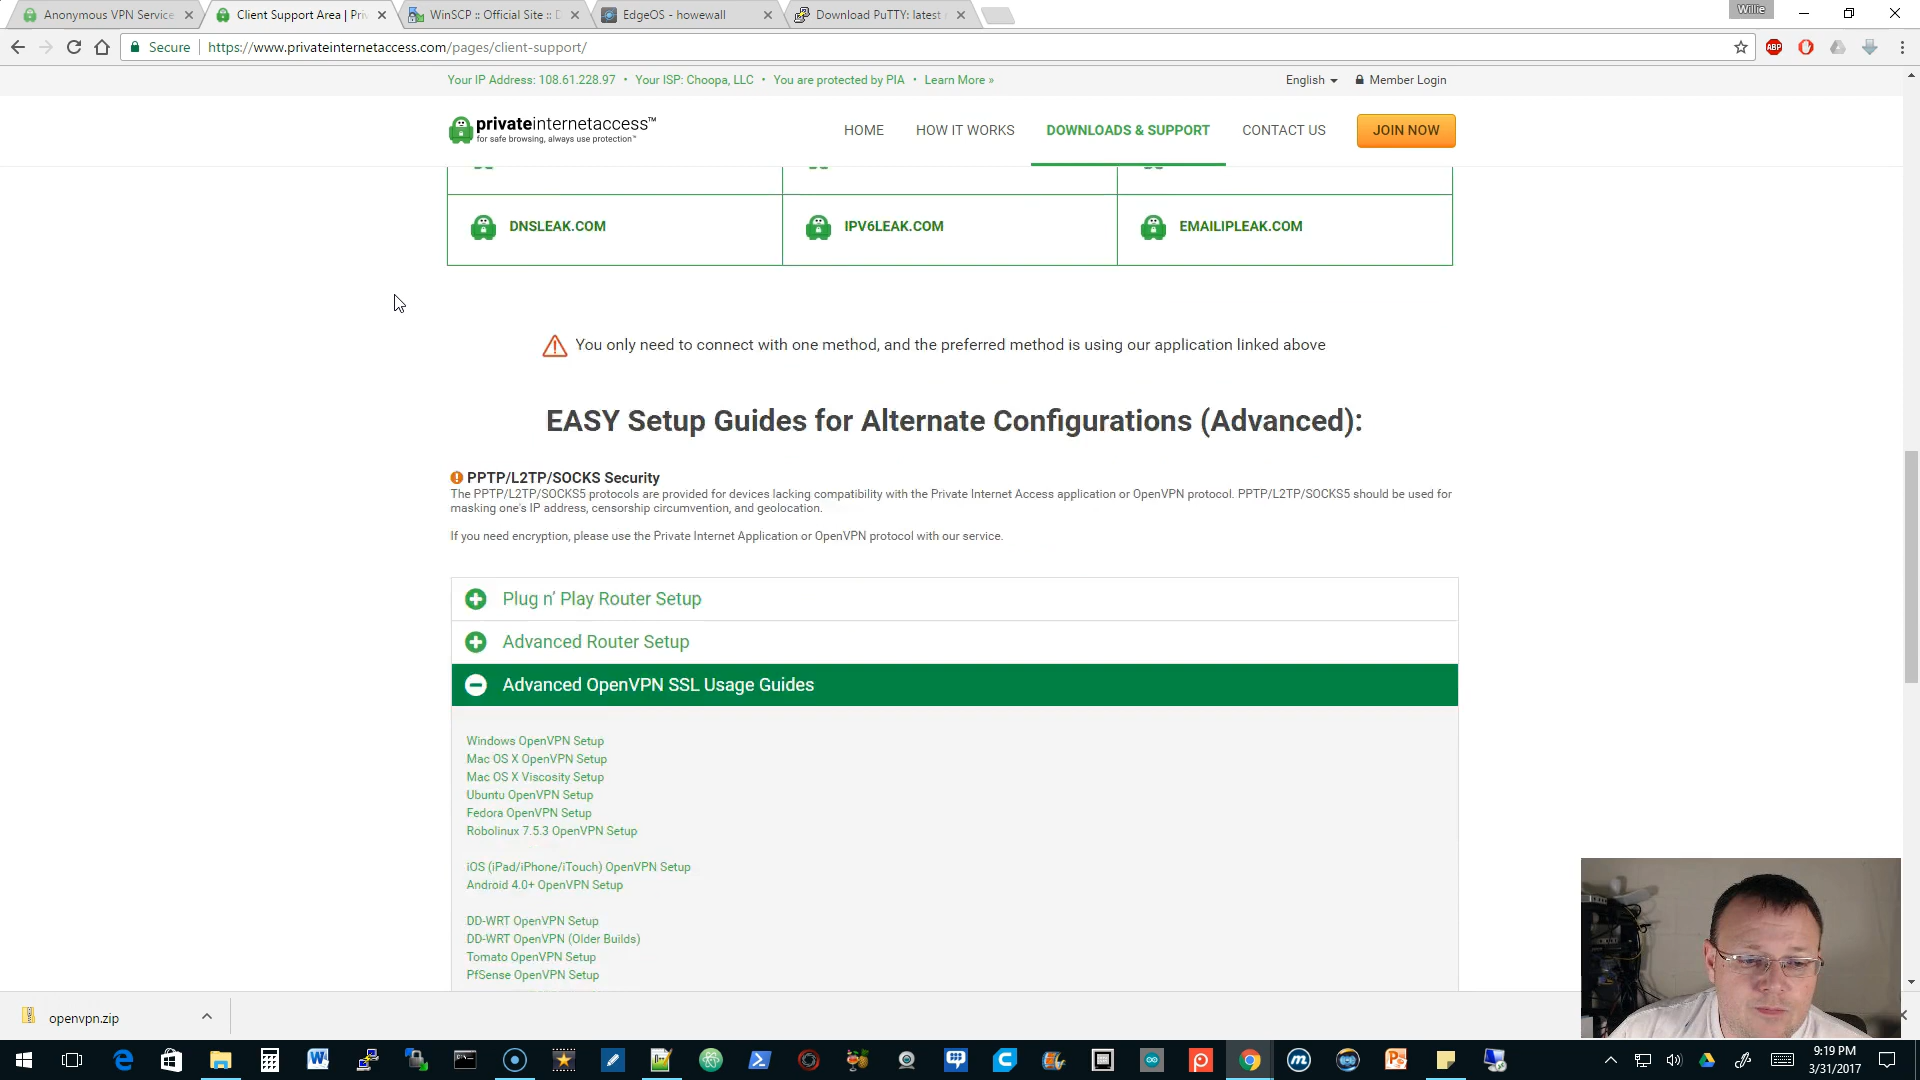 Anonymous VPN Service
Client Support Area | Pri
WinSCP :: Official Site :: D
EdgeOS - howewall
Download PuTTY: latest
Willie
Secure
https://www.privateinternetaccess.com/pages/client-support/
ABP
Your IP Address: 108.61.228.97 • Your ISP: Choopa, LLC • You are protected by PIA • Learn More »
English
Member Login
privateinternetaccess™
for safe browsing, always use protection™
HOME
HOW IT WORKS
DOWNLOADS & SUPPORT
CONTACT US
JOIN NOW
DNSLEAK.COM
IPV6LEAK.COM
EMAILIPLEAK.COM
You only need to connect with one method, and the preferred method is using our application linked above
EASY Setup Guides for Alternate Configurations (Advanced):
PPTP/L2TP/SOCKS Security
The PPTP/L2TP/SOCKS5 protocols are provided for devices lacking compatibility with the Private Internet Access application or OpenVPN protocol. PPTP/L2TP/SOCKS5 should be used for
masking one's IP address, censorship circumvention, and geolocation.
If you need encryption, please use the Private Internet Application or OpenVPN protocol with our service.
Plug n’ Play Router Setup
Advanced Router Setup
Advanced OpenVPN SSL Usage Guides
Windows OpenVPN Setup
Mac OS X OpenVPN Setup
Mac OS X Viscosity Setup
Ubuntu OpenVPN Setup
Fedora OpenVPN Setup
Robolinux 7.5.3 OpenVPN Setup
iOS (iPad/iPhone/iTouch) OpenVPN Setup
Android 4.0+ OpenVPN Setup
DD-WRT OpenVPN Setup
DD-WRT OpenVPN (Older Builds)
Tomato OpenVPN Setup
PfSense OpenVPN Setup
openvpn.zip
9:19 PM
3/31/2017